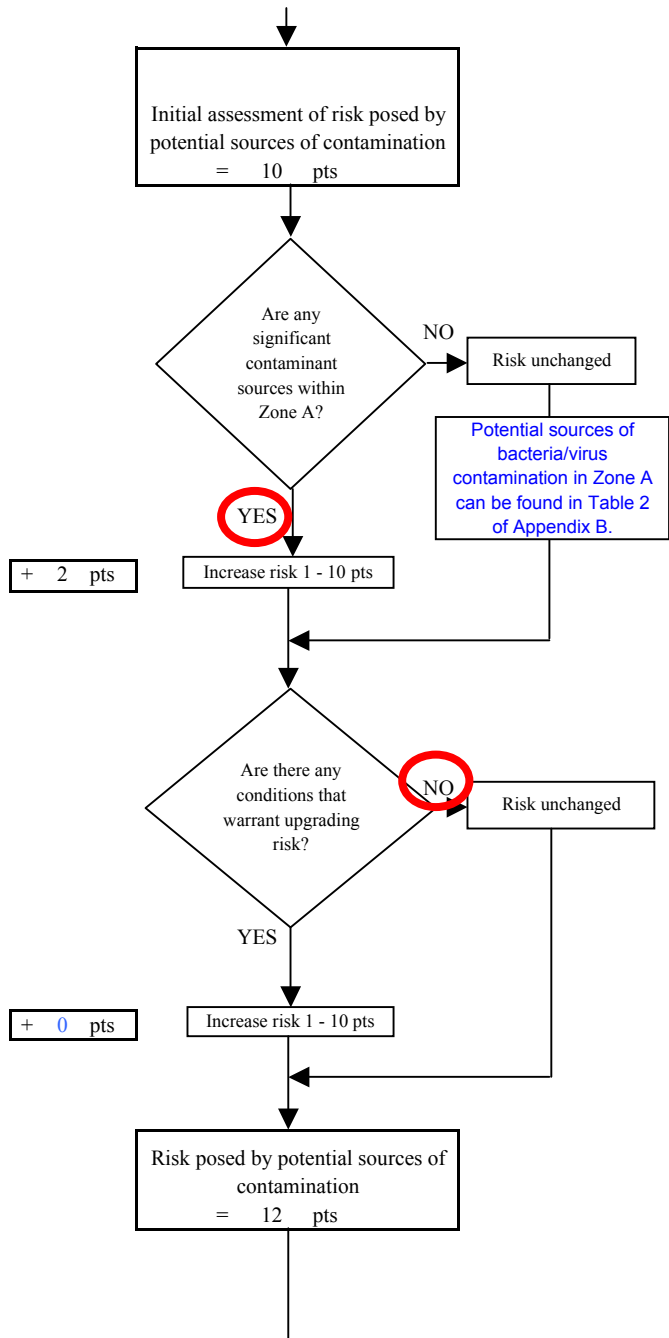 Initial assessment of risk posed by
potential sources of contamination
= 10 pts
Are any
significant
contaminant
sources within
Zone A?
NO
Risk unchanged
Potential sources of
bacteria/virus
contamination in Zone A
can be found in Table 2
of Appendix B.
YES
+ 2 pts
Increase risk 1 - 10 pts
Are there any
conditions that
warrant upgrading
risk?
NO
Risk unchanged
YES
+ 0 pts
Increase risk 1 - 10 pts
Risk posed by potential sources of
contamination
= 12 pts